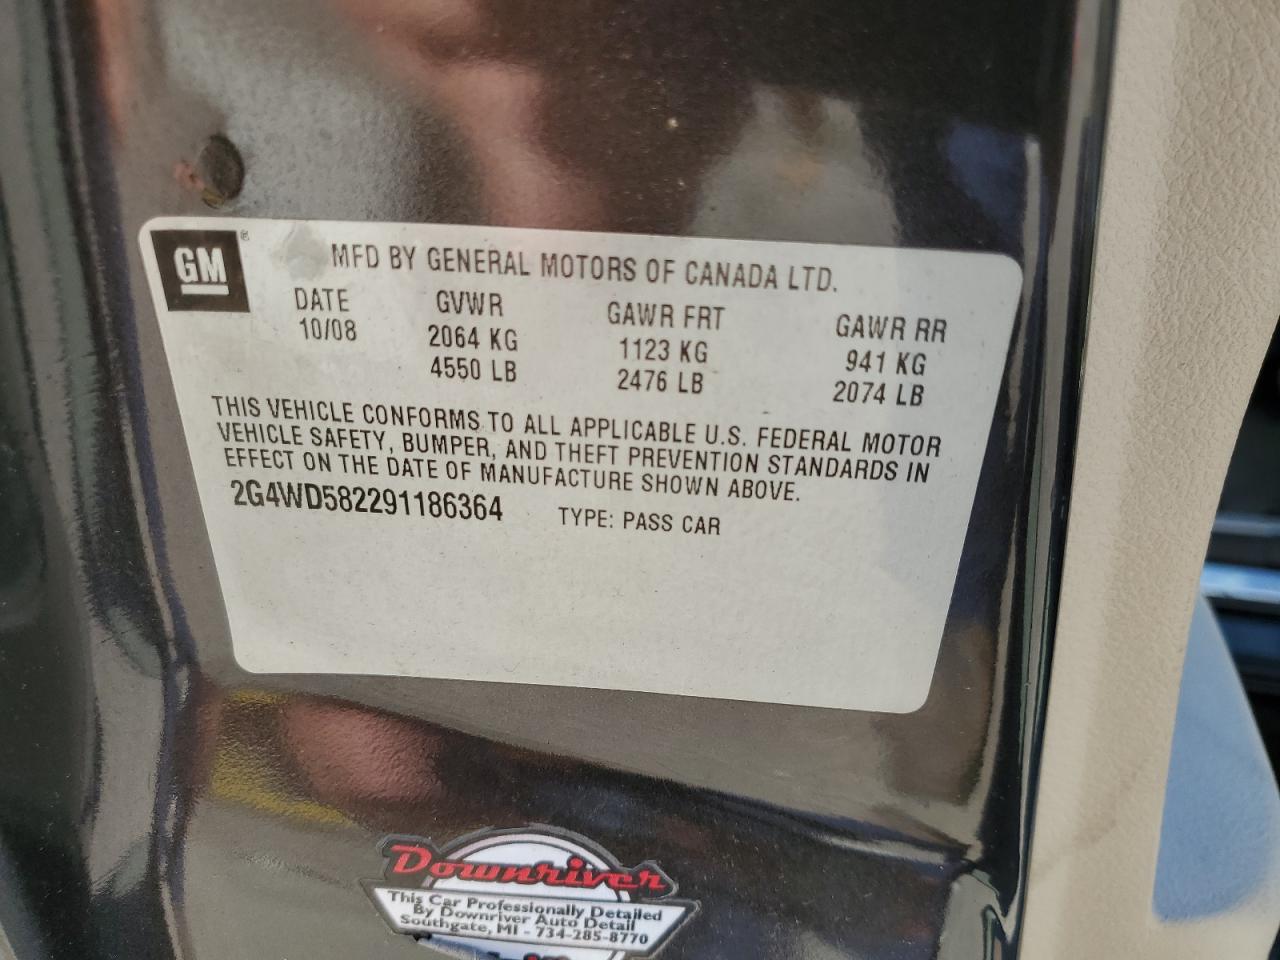 GM ®
MFD BY GENERAL MOTORS OF CANADA LTD.
DATE GVWR GAWR FRT GAWR RR
10/08 2064 KG 1123 KG 941 KG
4550 LB 2476 LB 2074 LB
THIS VEHICLE CONFORMS TO ALL APPLICABLE U.S. FEDERAL MOTOR
VEHICLE SAFETY, BUMPER, AND THEFT PREVENTION STANDARDS IN
EFFECT ON THE DATE OF MANUFACTURE SHOWN ABOVE.
2G4WD582291186364 TYPE: PASS CAR
Downriver
This Car Professionally Detailed
By Downriver Auto Detail
Southgate, MI - 734-285-8770